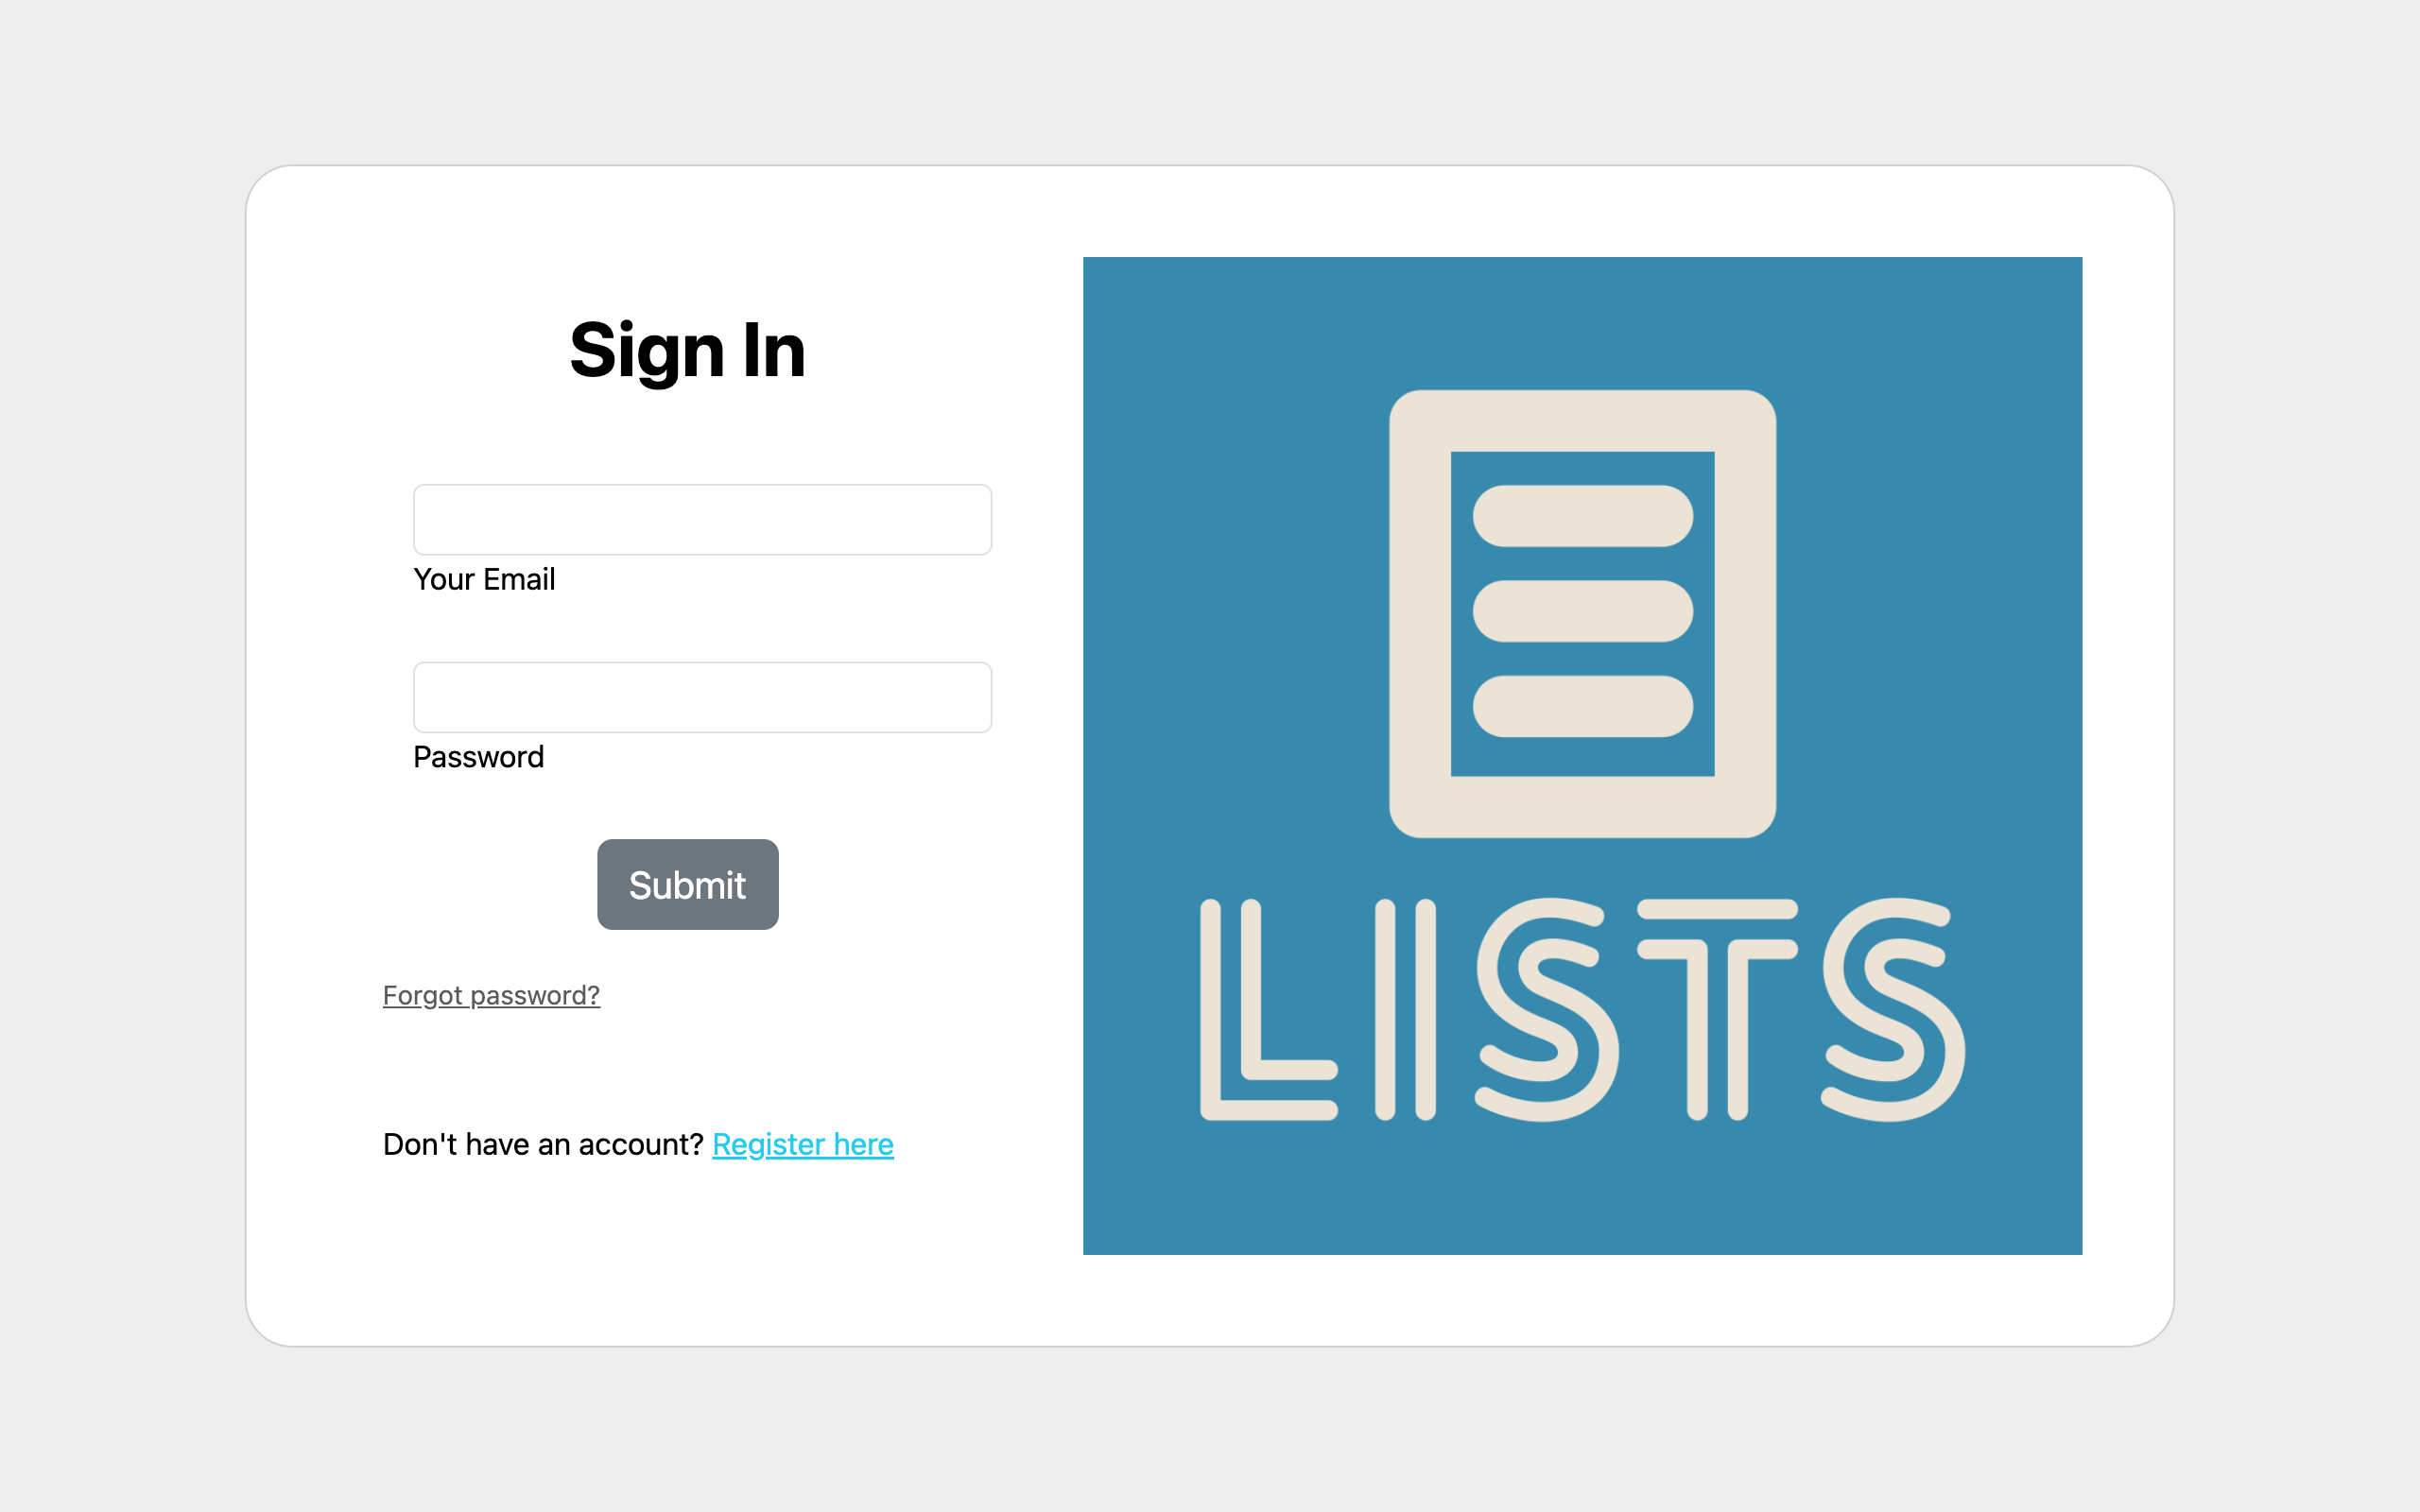 Sign In
Your Email
Password
Submit
Forgot password?
Don't have an account? Register here
LISTS